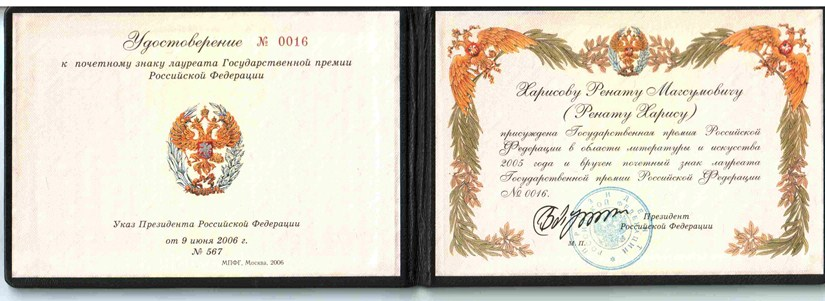 Удостоверение № 0016
к почетному знаку лауреата Государственной премии
Российской Федерации
Указ Президента Российской Федерации
от 9 июня 2006 г.
№ 567
МПФГ, Москва, 2006
Харисову Ренату Магсумовичу
(Ренату Харису)
присуждена Государственная премия Российской
Федерации в области литературы и искусства
2005 года и вручен почетный знак лауреата
Государственной премии Российской Федерации
№ 0016.
Президент
Российской Федерации
М. П.